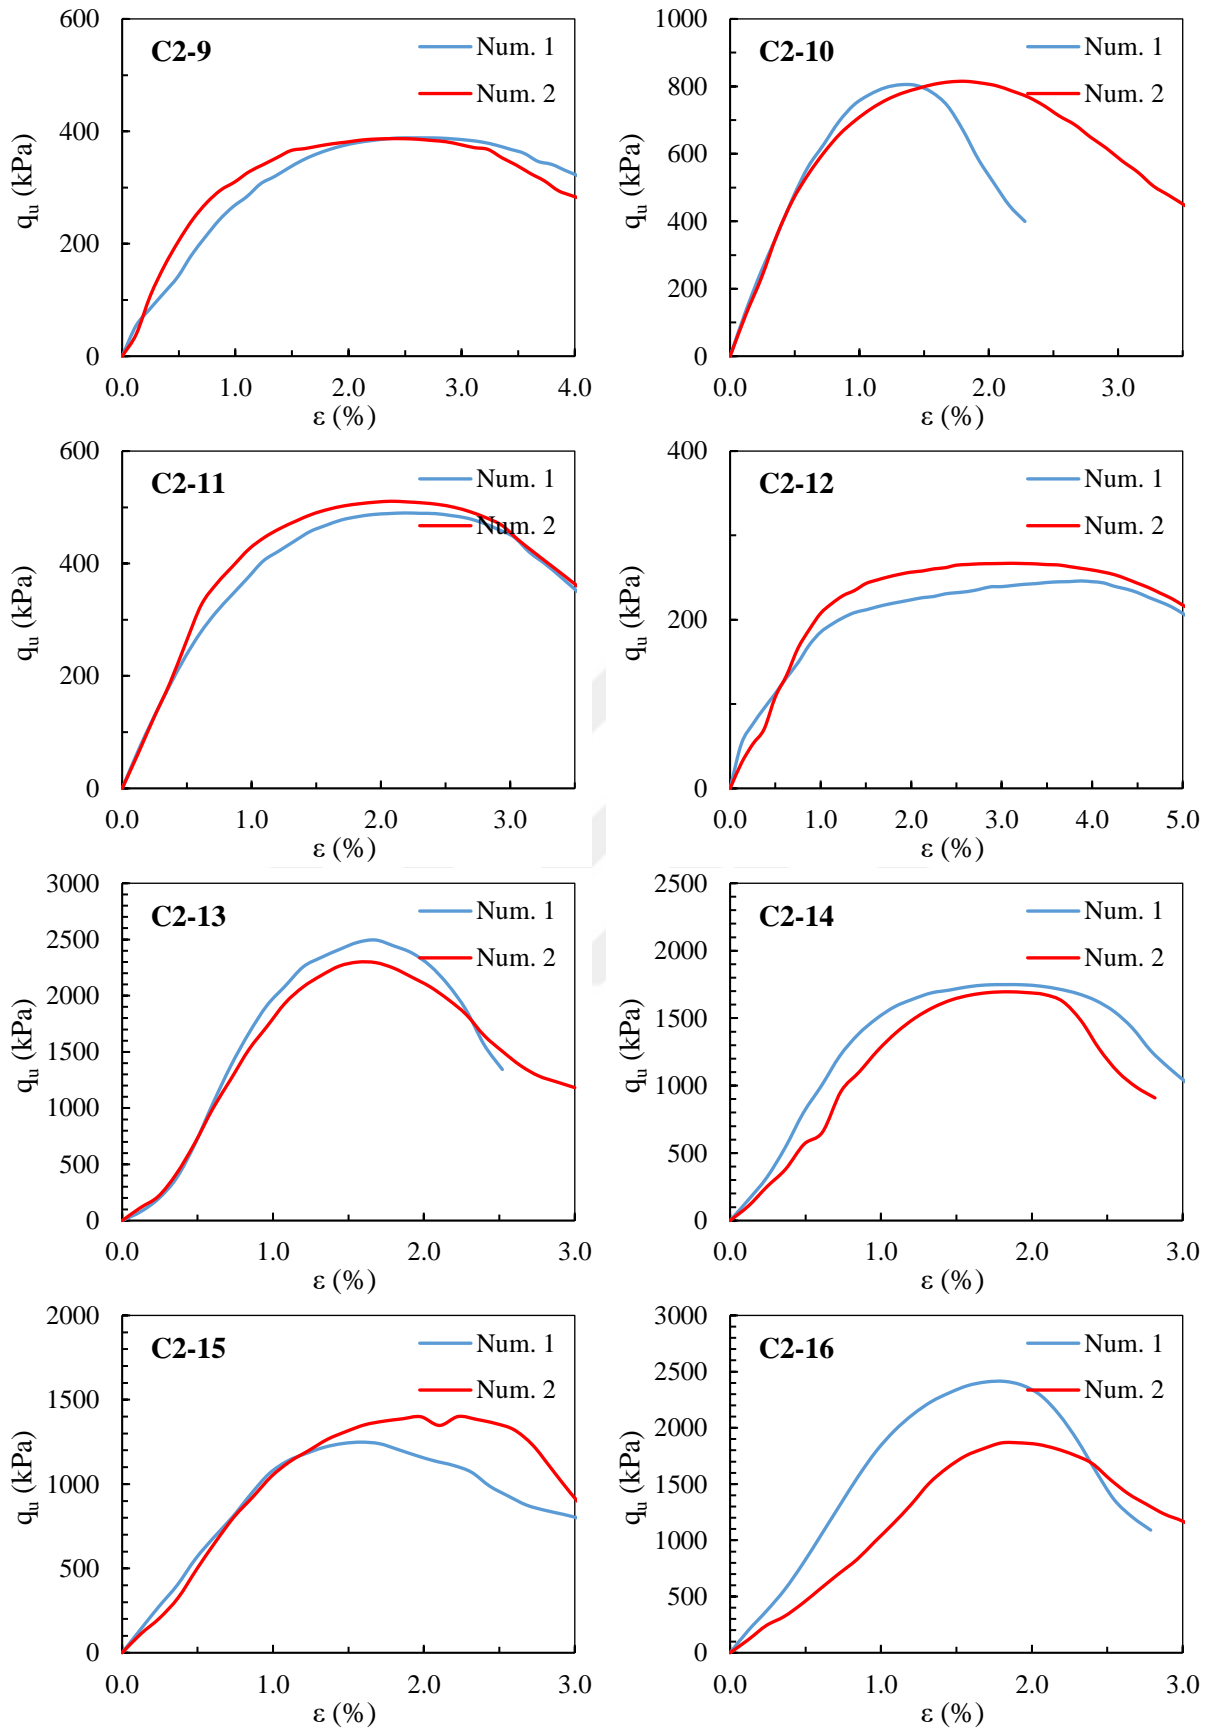 600
C2-9
Num. 1
400
Num. 2
qu (kPa)
200
0
0.0 1.0 2.0 3.0 4.0
ε (%)
1000
C2-10
Num. 1
800
Num. 2
600
qu (kPa)
400
200
0
0.0 1.0 2.0 3.0
ε (%)
600
C2-11
Num. 1
Num. 2
400
qu (kPa)
200
0
0.0 1.0 2.0 3.0
ε (%)
400
C2-12
Num. 1
Num. 2
qu (kPa)
200
0
0.0 1.0 2.0 3.0 4.0 5.0
ε (%)
3000
C2-13
Num. 1
2500
Num. 2
2000
qu (kPa)
1500
1000
500
0
0.0 1.0 2.0 3.0
ε (%)
2500
C2-14
Num. 1
2000
Num. 2
1500
qu (kPa)
1000
500
0
0.0 1.0 2.0 3.0
ε (%)
2000
C2-15
Num. 1
1500
Num. 2
qu (kPa)
1000
500
0
0.0 1.0 2.0 3.0
ε (%)
3000
C2-16
Num. 1
2500
Num. 2
2000
qu (kPa)
1500
1000
500
0
0.0 1.0 2.0 3.0
ε (%)